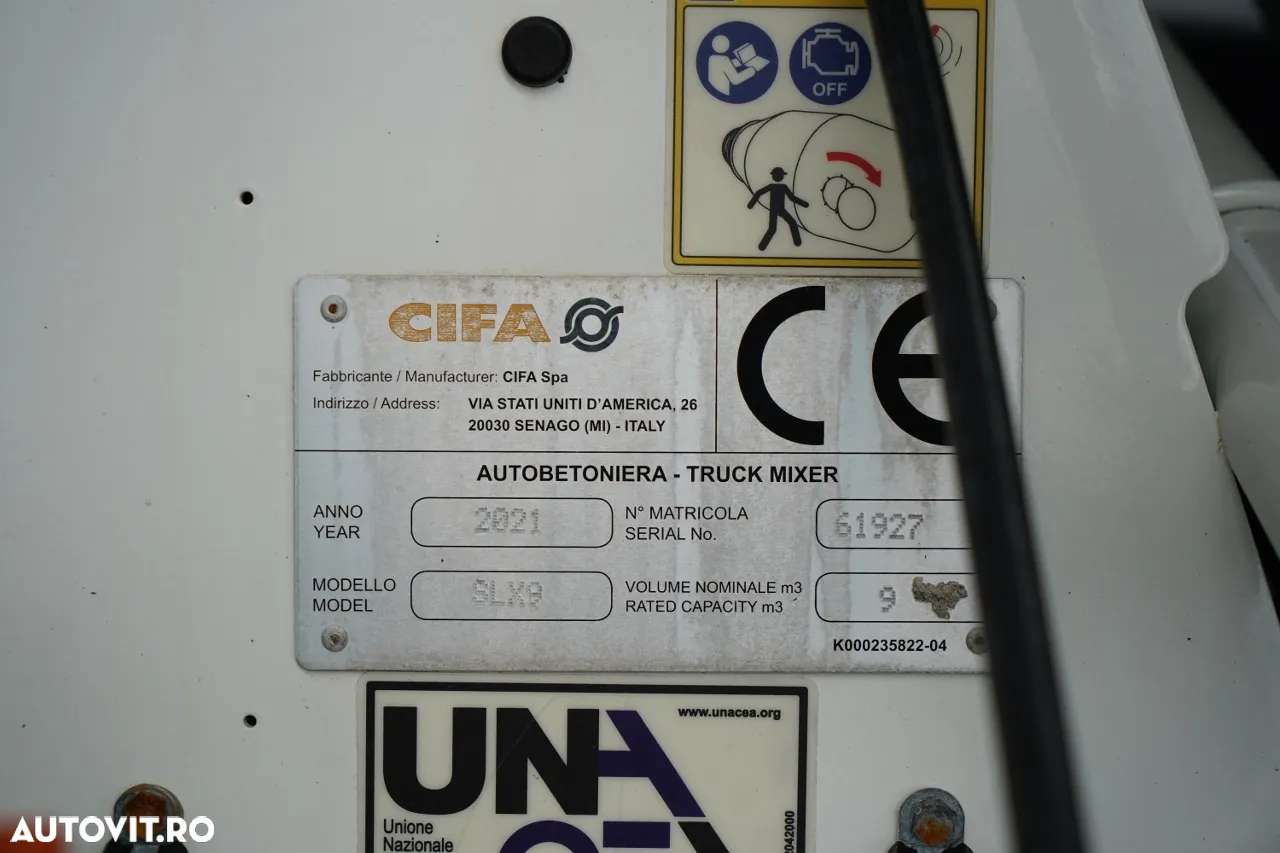 OFF
CIFA
CE
Fabbricante / Manufacturer: CIFA Spa
Indirizzo / Address: VIA STATI UNITI D'AMERICA, 26
20030 SENAGO (MI) - ITALY
AUTOBETONIERA - TRUCK MIXER
ANNO
YEAR
2021
N° MATRICOLA
SERIAL No.
61927
MODELLO
MODEL
SLX9
VOLUME NOMINALE m3
RATED CAPACITY m3
9
K000235822-04
www.unacea.org
UNA
Unione
Nazionale
2042000
AUTOVIT.RO